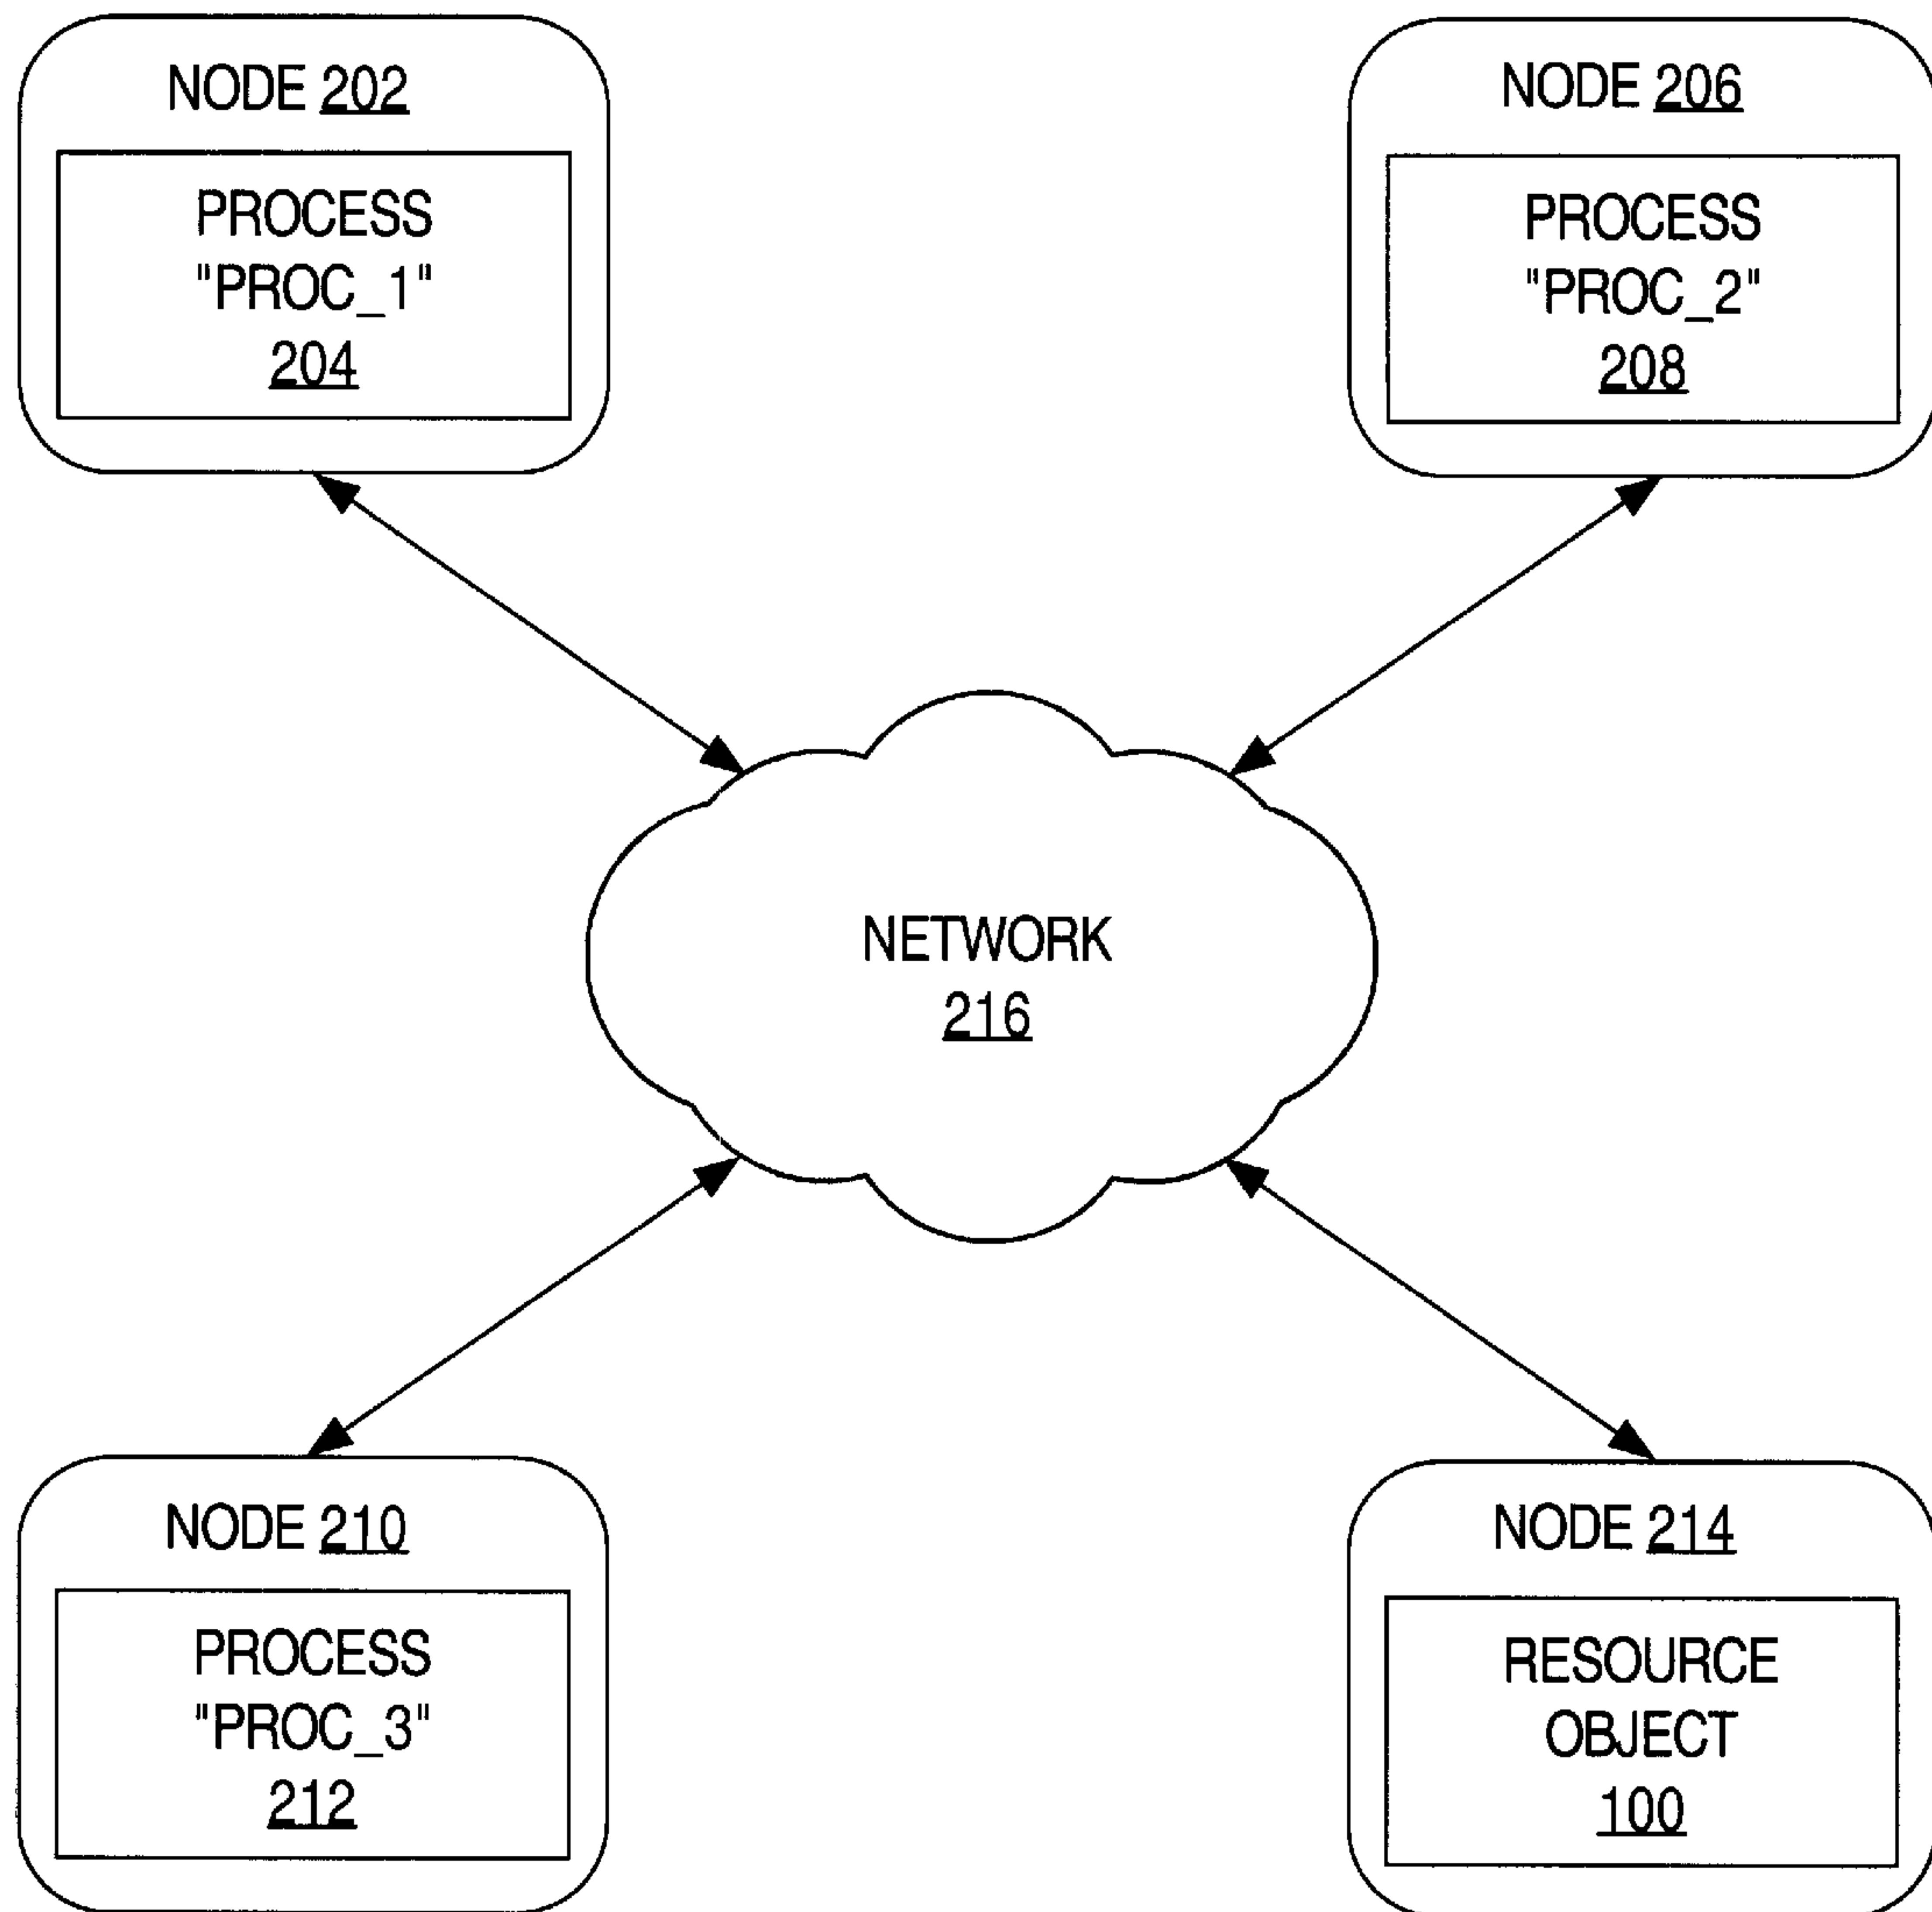 NODE 202
PROCESS
"PROC_1"
204
NODE 206
PROCESS
"PROC_2"
208
NETWORK
216
NODE 210
PROCESS
"PROC_3"
212
NODE 214
RESOURCE
OBJECT
100